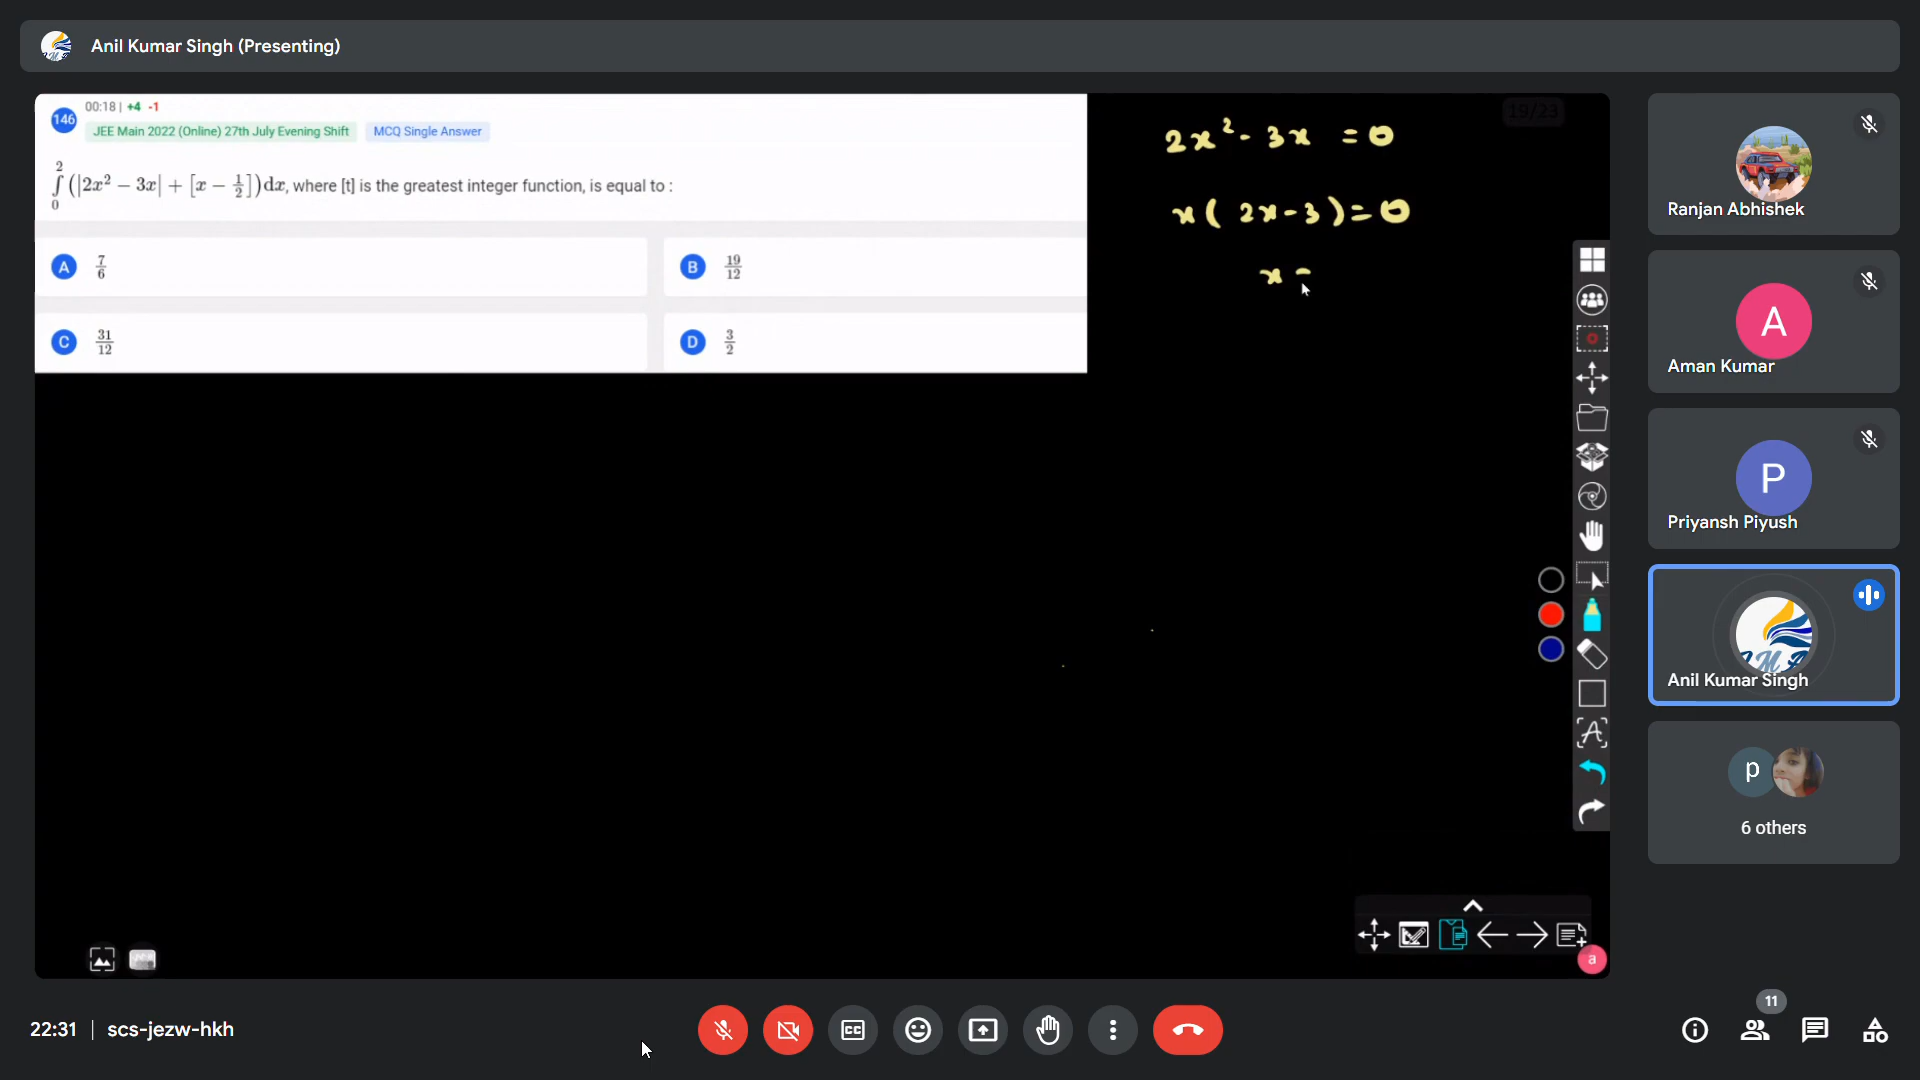 Anil Kumar Singh (Presenting)
146
00:18 | +4 -1
JEE Main 2022 (Online) 27th July Evening Shift MCQ Single Answer
∫₀² (|2x² − 3x| + [x − 1/2])dx, where [t] is the greatest integer function, is equal to :
A 7/6
B 19/12
C 31/12
D 3/2
19/23
2x² - 3x = 0
x ( 2x - 3 ) = 0
x =
Ranjan Abhishek
A
Aman Kumar
P
Priyansh Piyush
Anil Kumar Singh
p
6 others
a
22:31 | scs-jezw-hkh
CC
11